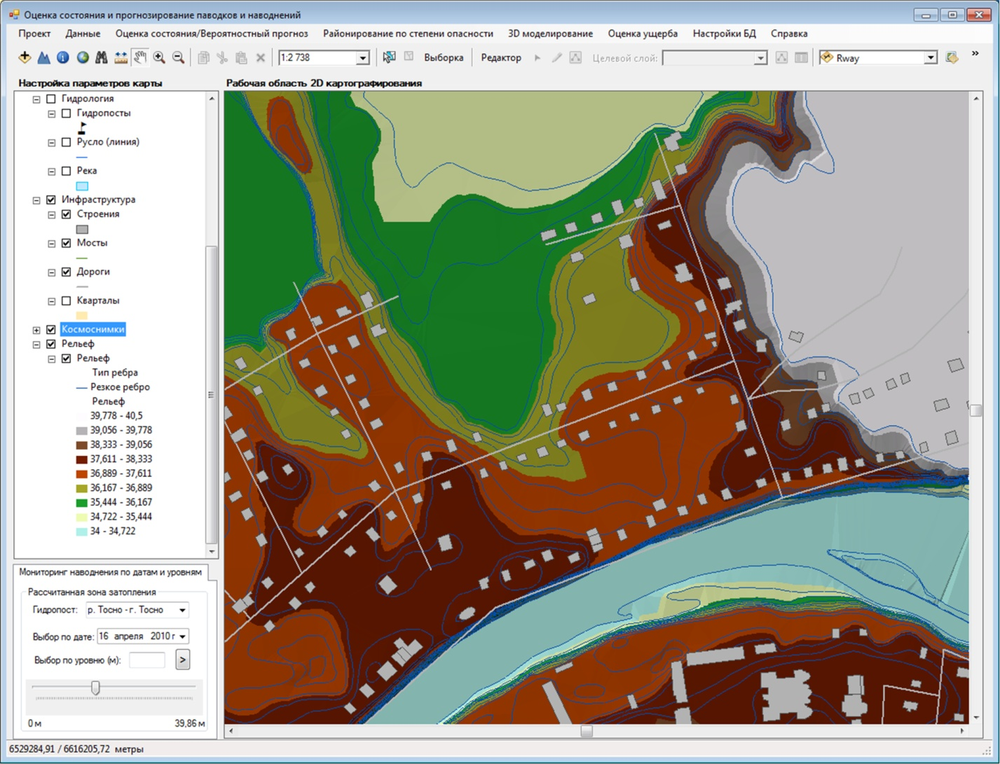 Оценка состояния и прогнозирование паводков и наводнений
Проект Данные Оценка состояния/Вероятностный прогноз Районирование по степени опасности 3D моделирование Оценка ущерба Настройки БД Справка
1:2 738 Выборка Редактор Целевой слой: Rway
Настройка параметров карты
Рабочая область 2D картографирования
Гидрология
Гидропосты
Русло (линия)
Река
Инфраструктура
Строения
Мосты
Дороги
Кварталы
Космоснимки
Рельеф
Рельеф
Тип ребра
Резкое ребро
Рельеф
39,778 - 40,5
39,056 - 39,778
38,333 - 39,056
37,611 - 38,333
36,889 - 37,611
36,167 - 36,889
35,444 - 36,167
34,722 - 35,444
34 - 34,722
Мониторинг наводнения по датам и уровням
Рассчитанная зона затопления
Гидропост: р. Тосно - г. Тосно
Выбор по дате: 16 апреля 2010 г
Выбор по уровню (м): >
0 м 39,86 м
6529284,91 / 6616205,72 метры